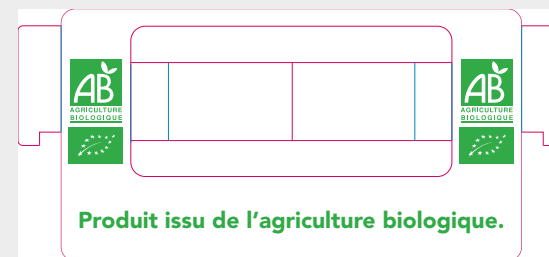 AB
AGRICULTURE
BIOLOGIQUE
AB
AGRICULTURE
BIOLOGIQUE
Produit issu de l’agriculture biologique.